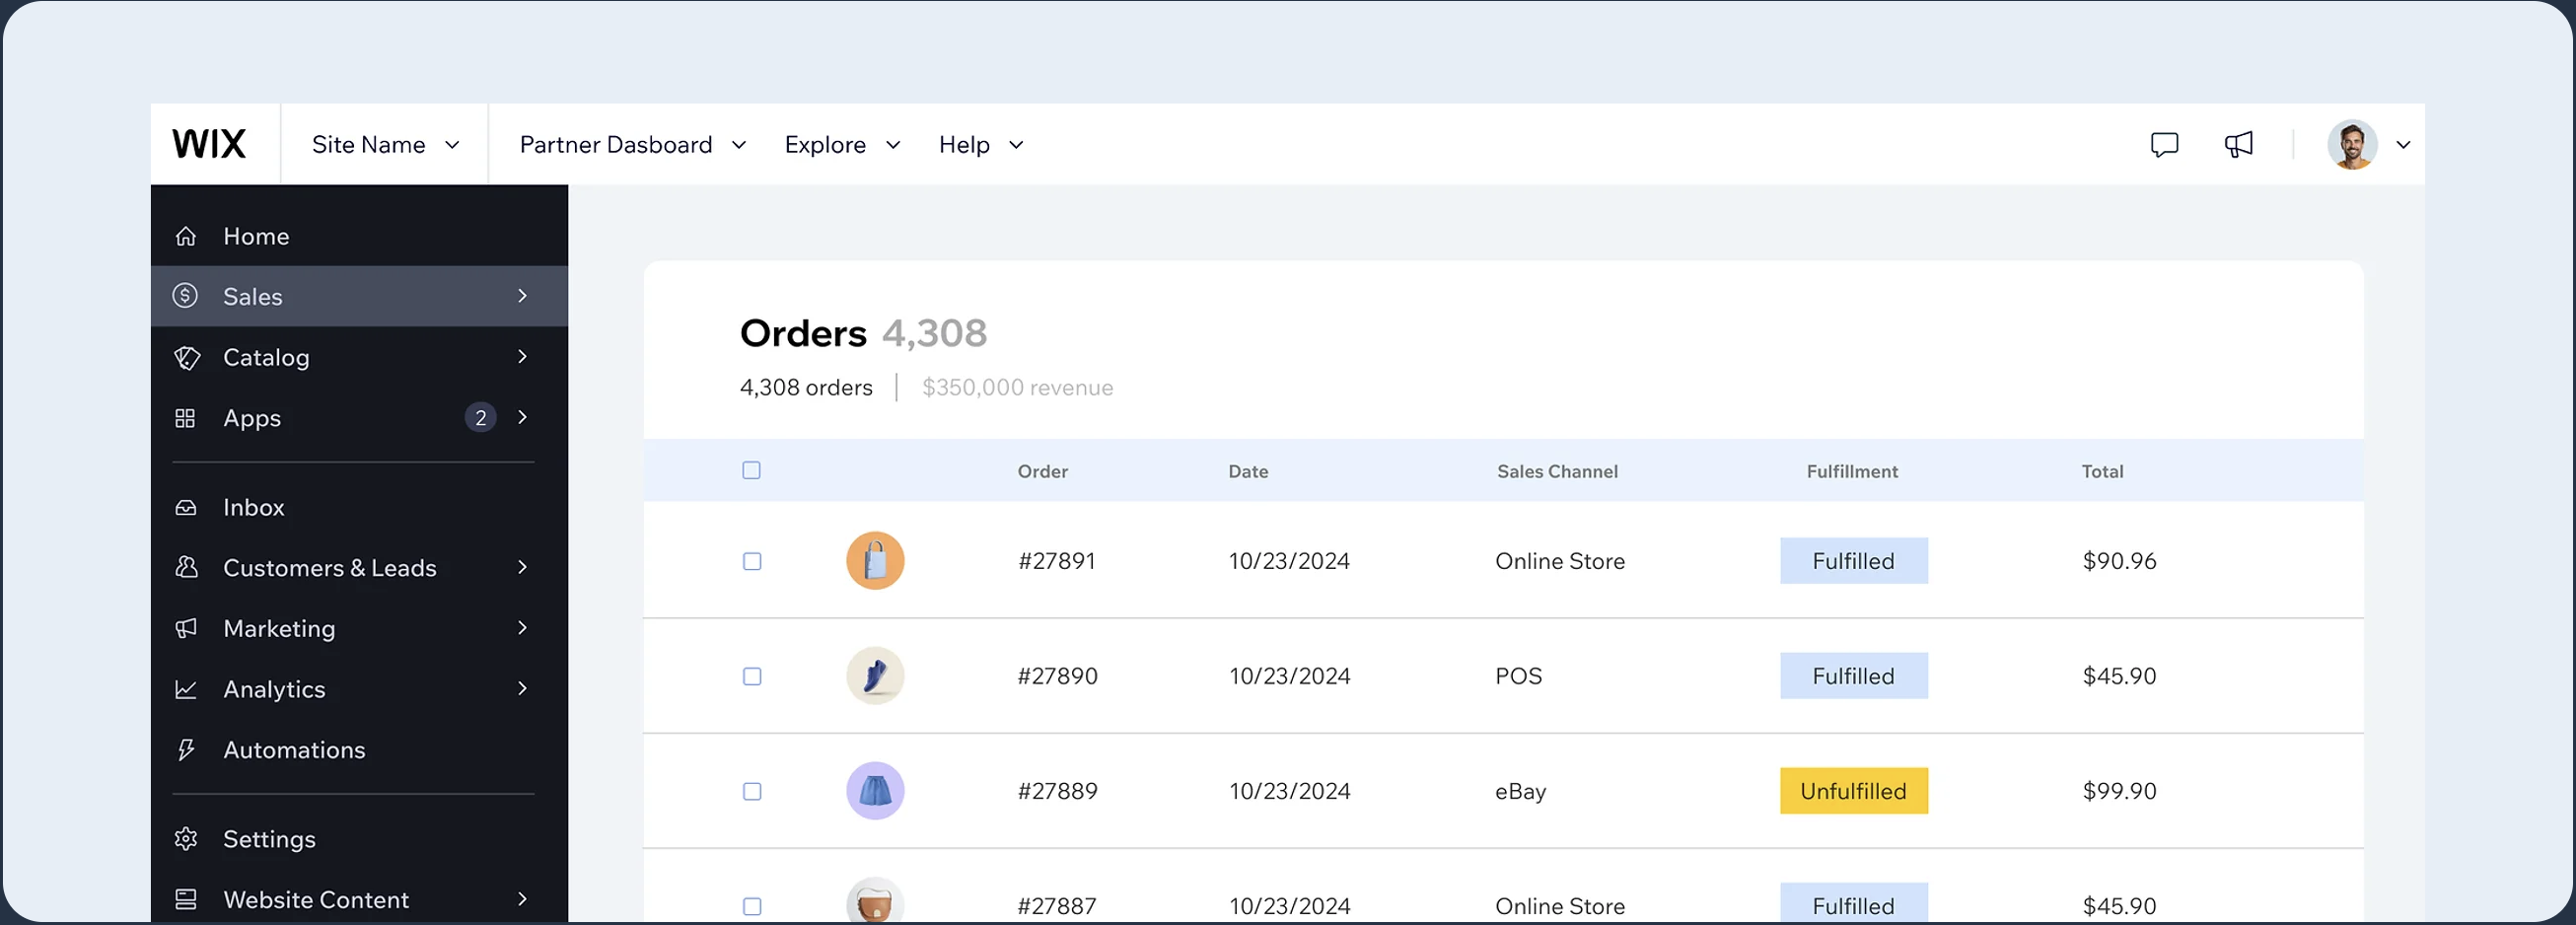 WIX Site Name Partner Dasboard Explore Help
Home
Sales
Catalog
Apps 2
Inbox
Customers & Leads
Marketing
Analytics
Automations
Settings
Website Content
Orders 4,308
4,308 orders $350,000 revenue
Order Date Sales Channel Fulfillment Total
#27891 10/23/2024 Online Store Fulfilled $90.96
#27890 10/23/2024 POS Fulfilled $45.90
#27889 10/23/2024 eBay Unfulfilled $99.90
#27887 10/23/2024 Online Store Fulfilled $45.90